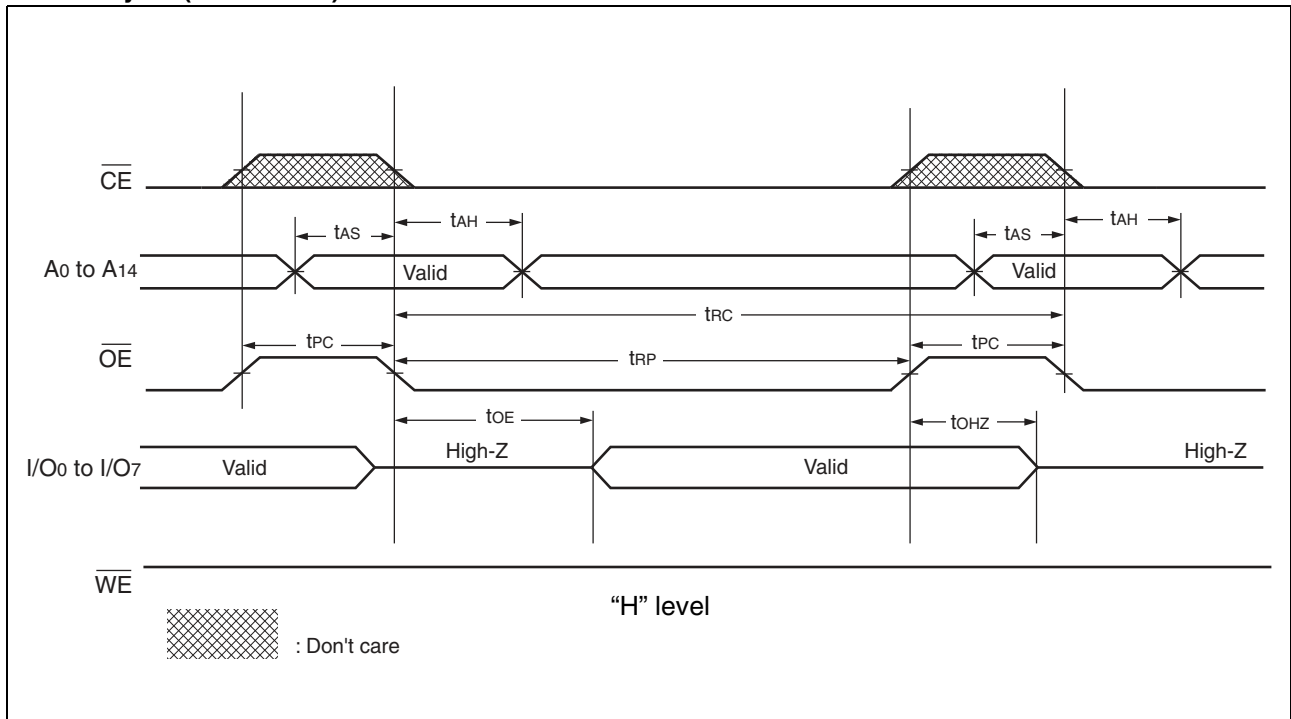 CE
tAS
tAH
tAS
tAH
A0 to A14
Valid
Valid
tRC
tPC
tRP
tPC
OE
tOE
tOHZ
I/O0 to I/O7
Valid
High-Z
Valid
High-Z
WE
“H” level
: Don't care